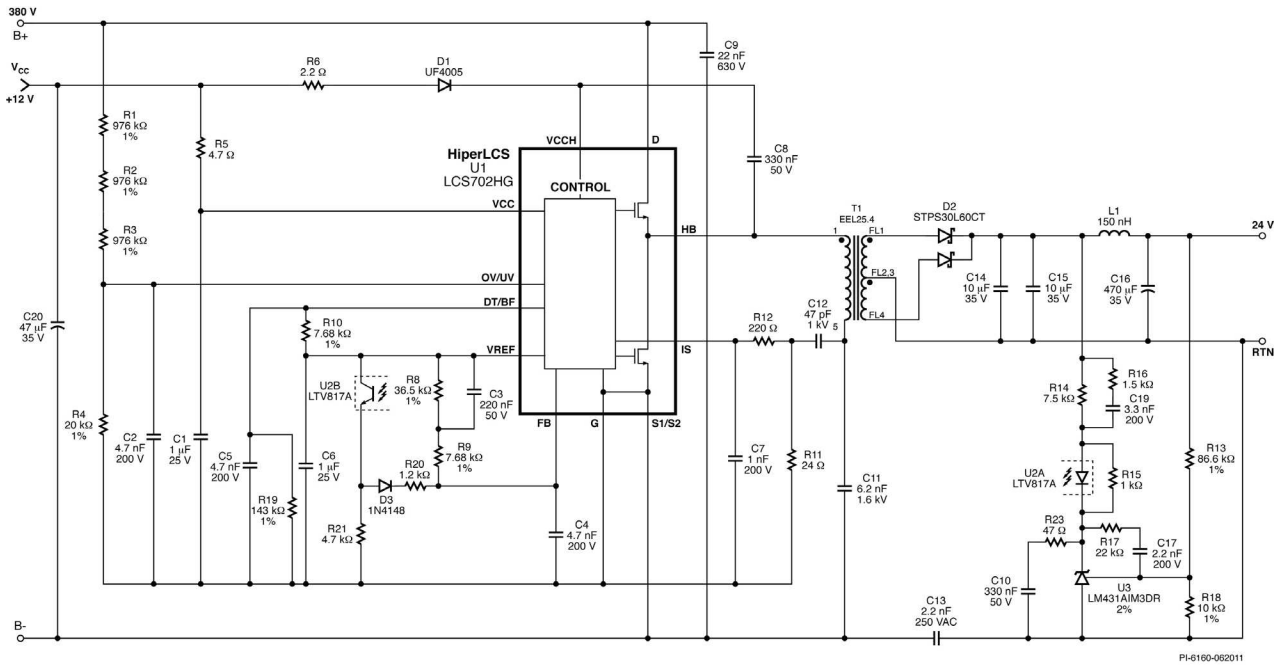 380 V
B+
VCC
+12 V
R1
976 kΩ
1%
R2
976 kΩ
1%
R3
976 kΩ
1%
R4
20 kΩ
1%
C20
47 μF
35 V
C2
4.7 nF
200 V
C1
1 μF
25 V
R5
4.7 Ω
R6
2.2 Ω
D1
UF4005
C9
22 nF
630 V
C8
330 nF
50 V
HiperLCS
U1
LCS702HG
CONTROL
VCCH
D
VCC
HB
OV/UV
DT/BF
VREF
IS
FB
G
S1/S2
R10
7.68 kΩ
1%
U2B
LTV817A
R8
36.5 kΩ
1%
C3
220 nF
50 V
R9
7.68 kΩ
1%
R20
1.2 kΩ
D3
1N4148
C5
4.7 nF
200 V
R19
143 kΩ
1%
C6
1 μF
25 V
R21
4.7 kΩ
C4
4.7 nF
200 V
C7
1 nF
200 V
R12
220 Ω
R11
24 Ω
C12
47 pF
1 kV
C11
6.2 nF
1.6 kV
T1
EEL25.4
1
5
FL1
FL2,3
FL4
D2
STPS30L60CT
L1
150 nH
24 V
C14
10 μF
35 V
C15
10 μF
35 V
C16
470 μF
35 V
RTN
R14
7.5 kΩ
R16
1.5 kΩ
C19
3.3 nF
200 V
R13
86.6 kΩ
1%
U2A
LTV817A
R15
1 kΩ
R23
47 Ω
R17
22 kΩ
C17
2.2 nF
200 V
C10
330 nF
50 V
U3
LM431AIM3DR
2%
R18
10 kΩ
1%
C13
2.2 nF
250 VAC
B-
PI-6160-062011